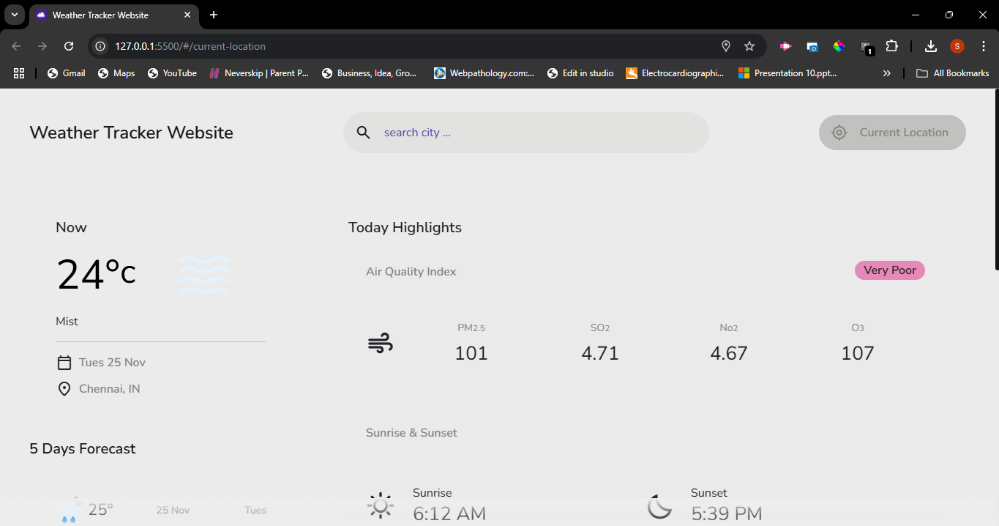 Weather Tracker Website
127.0.0.1:5500/#/current-location
S
1
Gmail
Maps
YouTube
Neverskip | Parent P...
Business, Idea, Gro...
Webpathology.com:...
Edit in studio
Electrocardiographi...
Presentation 10.ppt...
»
All Bookmarks
Weather Tracker Website
search city ...
Current Location
Now
24°c
Mist
Tues 25 Nov
Chennai, IN
5 Days Forecast
25° 25 Nov Tues
Today Highlights
Air Quality Index
Very Poor
PM2.5 SO2 No2 O3
101 4.71 4.67 107
Sunrise & Sunset
Sunrise
6:12 AM
Sunset
5:39 PM